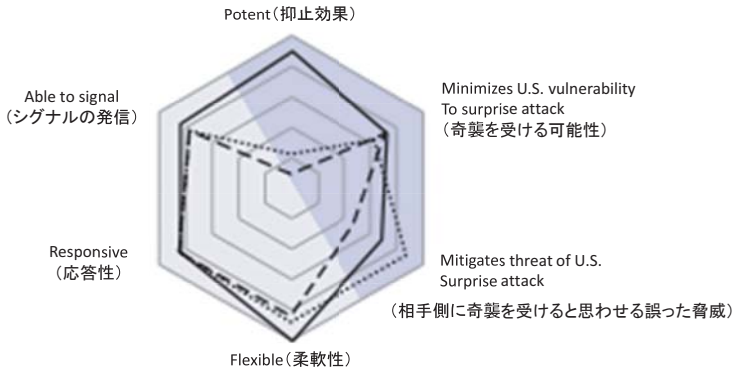 Potent（抑止効果）
Able to signal
（シグナルの発信）
Minimizes U.S. vulnerability
To surprise attack
（奇襲を受ける可能性）
Responsive
（応答性）
Mitigates threat of U.S.
Surprise attack
（相手側に奇襲を受けると思わせる誤った脅威）
Flexible（柔軟性）